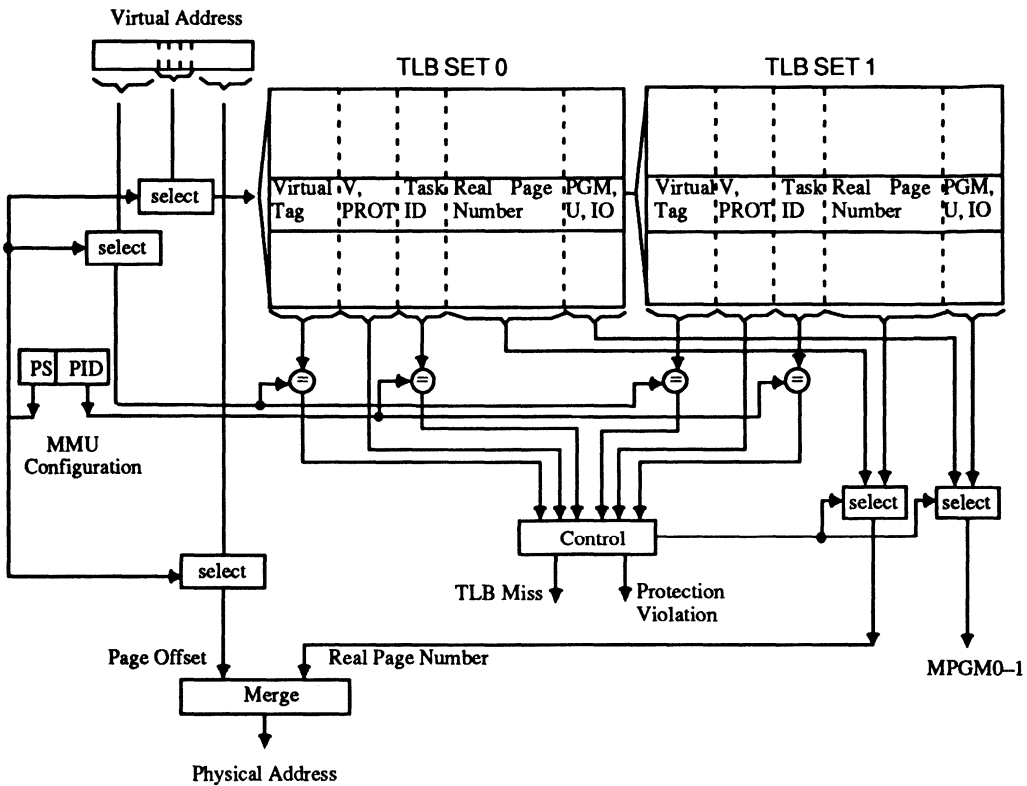 Virtual Address
TLB SET 0
TLB SET 1
select
Virtual Tag
V, PROT
Task ID
Real Page Number
PGM, U, IO
Virtual Tag
V, PROT
Task ID
Real Page Number
PGM, U, IO
select
PS
PID
=
=
=
=
MMU
Configuration
select
select
Control
select
TLB Miss
Protection
Violation
Page Offset
Real Page Number
MPGM0–1
Merge
Physical Address